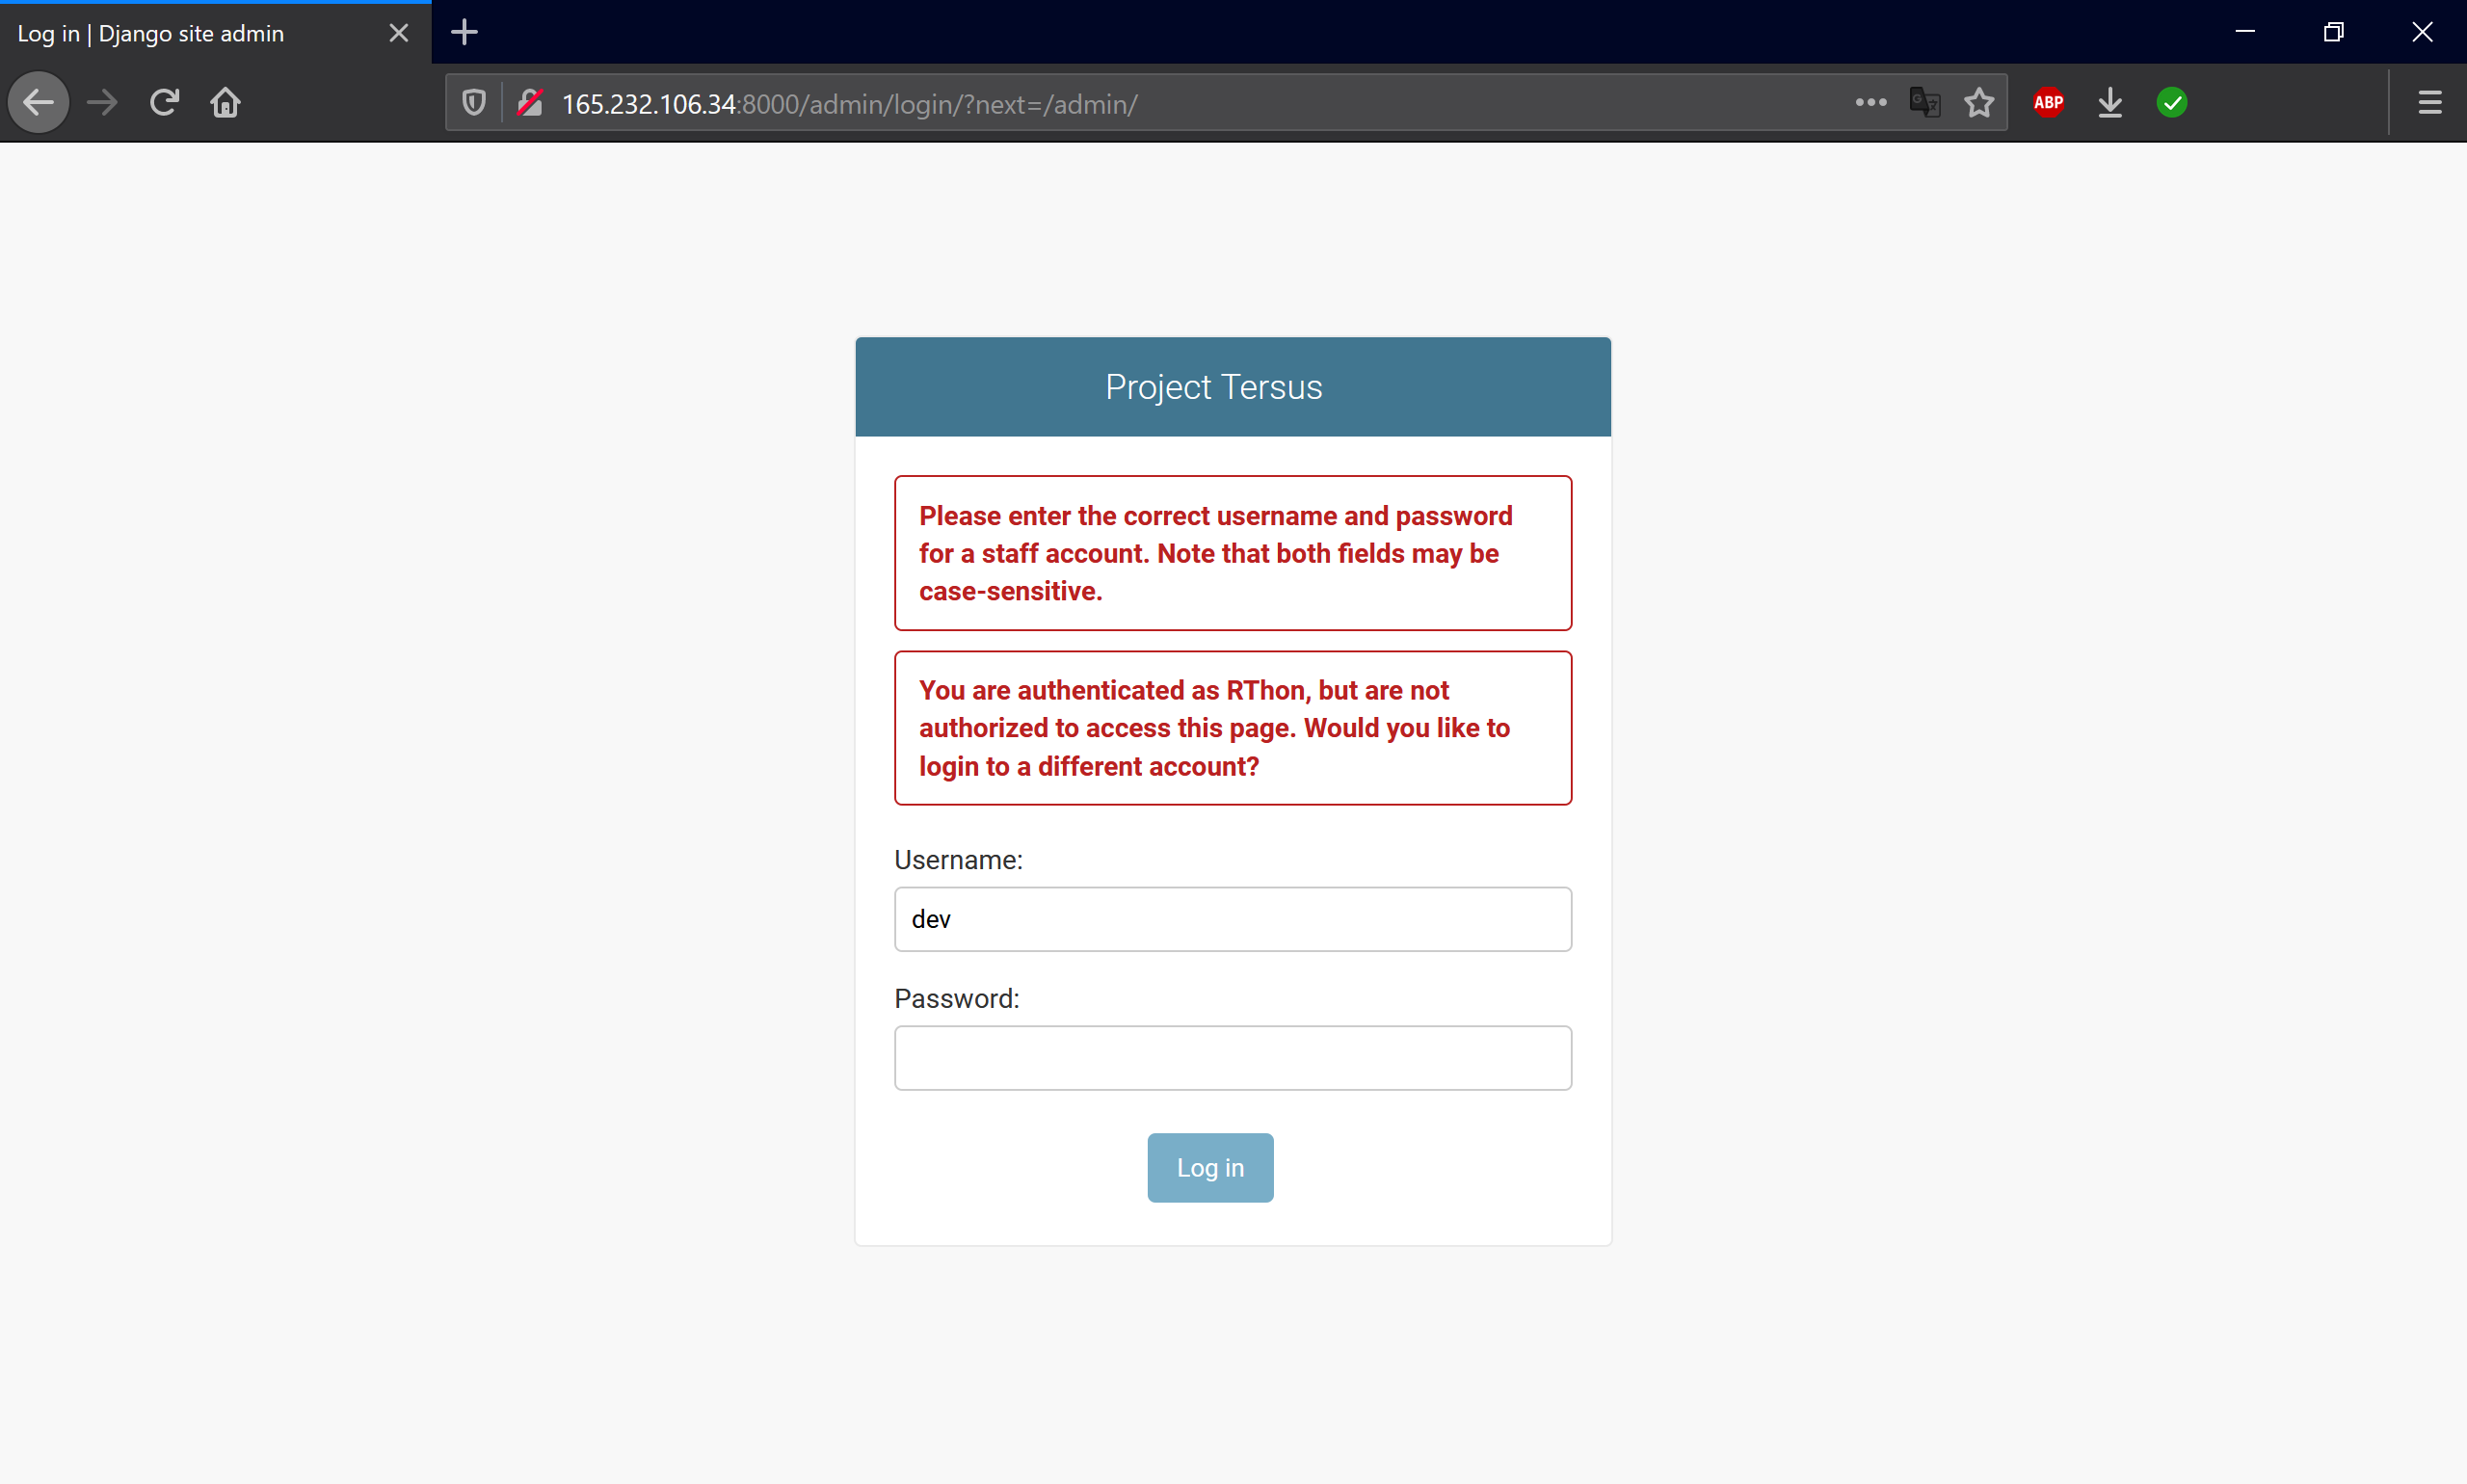 Log in | Django site admin
165.232.106.34:8000/admin/login/?next=/admin/
ABP
Project Tersus
Please enter the correct username and password
for a staff account. Note that both fields may be
case-sensitive.
You are authenticated as RThon, but are not
authorized to access this page. Would you like to
login to a different account?
Username:
dev
Password:
Log in